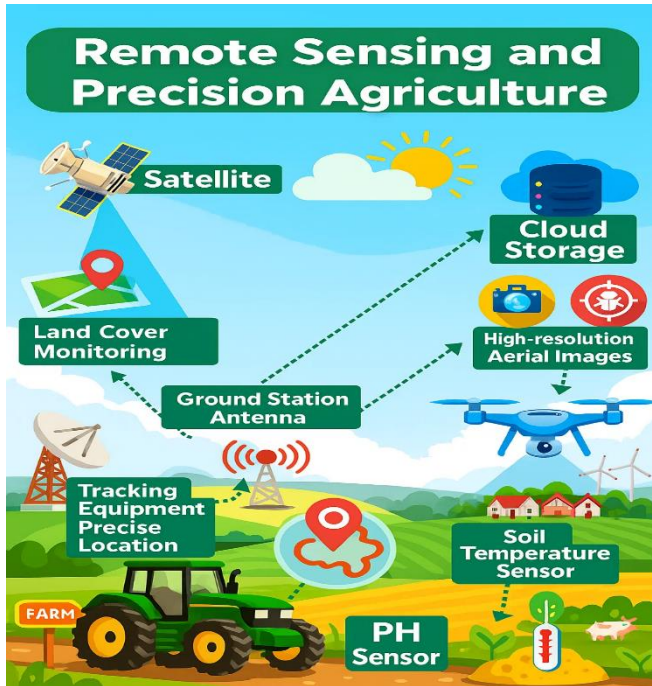 Remote Sensing and
Precision Agriculture
Satellite
Cloud
Storage
Land Cover
Monitoring
High-resolution
Aerial Images
Ground Station
Antenna
Tracking
Equipment
Precise
Location
Soil
Temperature
Sensor
FARM
PH
Sensor